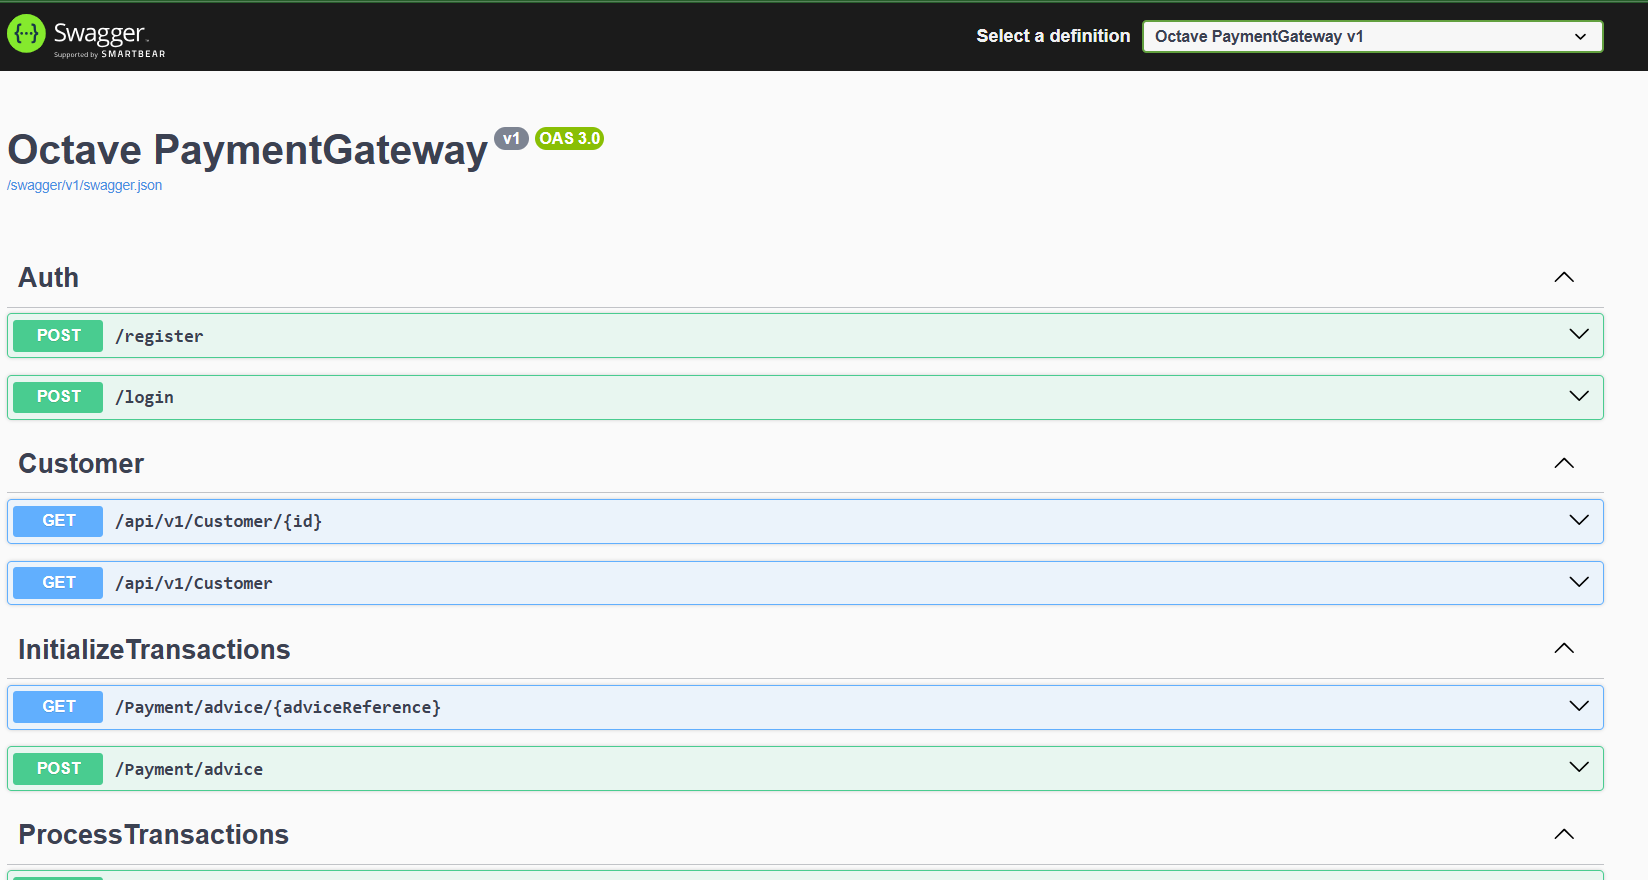 Swagger
Supported by SMARTBEAR
Select a definition
Octave PaymentGateway v1
Octave PaymentGateway v1 OAS 3.0
/swagger/v1/swagger.json
Auth
POST /register
POST /login
Customer
GET /api/v1/Customer/{id}
GET /api/v1/Customer
InitializeTransactions
GET /Payment/advice/{adviceReference}
POST /Payment/advice
ProcessTransactions